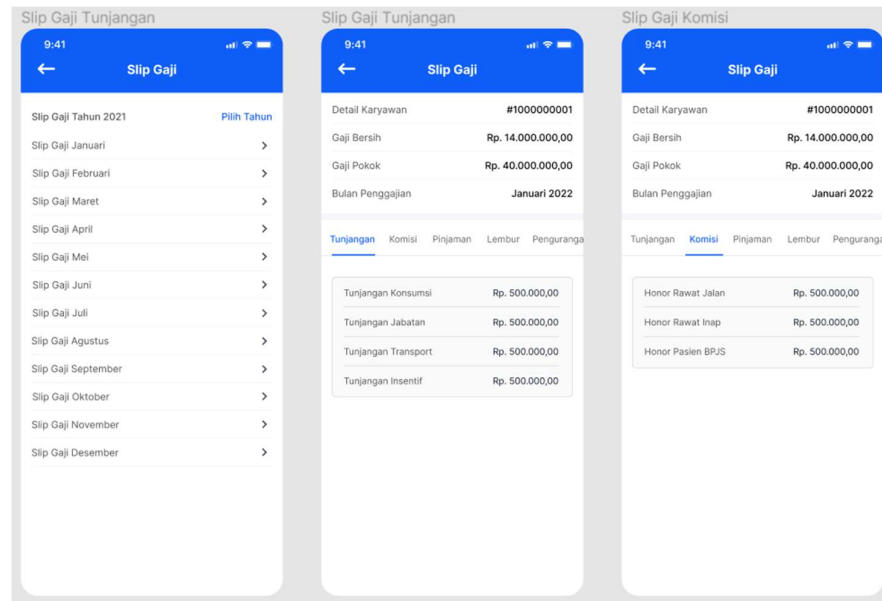 Slip Gaji Tunjangan
9:41
Slip Gaji
Slip Gaji Tahun 2021 Pilih Tahun
Slip Gaji Januari
Slip Gaji Februari
Slip Gaji Maret
Slip Gaji April
Slip Gaji Mei
Slip Gaji Juni
Slip Gaji Juli
Slip Gaji Agustus
Slip Gaji September
Slip Gaji Oktober
Slip Gaji November
Slip Gaji Desember
Slip Gaji Tunjangan
9:41
Slip Gaji
Detail Karyawan #1000000001
Gaji Bersih Rp. 14.000.000,00
Gaji Pokok Rp. 40.000.000,00
Bulan Penggajian Januari 2022
Tunjangan Komisi Pinjaman Lembur Penguranga
Tunjangan Konsumsi Rp. 500.000,00
Tunjangan Jabatan Rp. 500.000,00
Tunjangan Transport Rp. 500.000,00
Tunjangan Insentif Rp. 500.000,00
Slip Gaji Komisi
9:41
Slip Gaji
Detail Karyawan #1000000001
Gaji Bersih Rp. 14.000.000,00
Gaji Pokok Rp. 40.000.000,00
Bulan Penggajian Januari 2022
Tunjangan Komisi Pinjaman Lembur Penguranga
Honor Rawat Jalan Rp. 500.000,00
Honor Rawat Inap Rp. 500.000,00
Honor Pasien BPJS Rp. 500.000,00